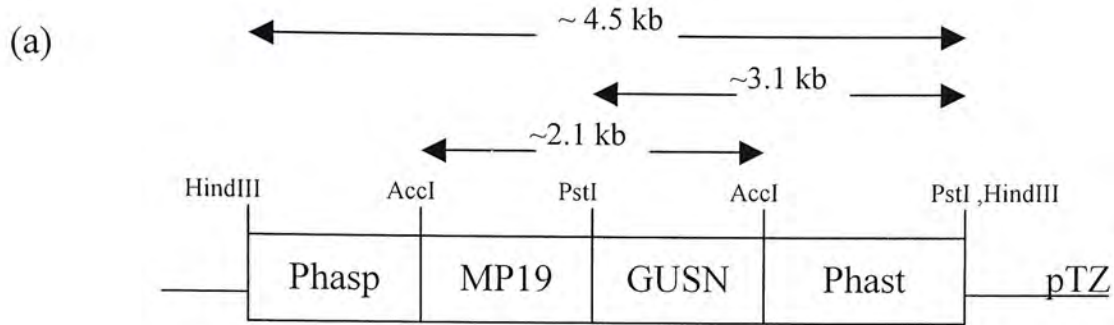 (a)
~ 4.5 kb
~3.1 kb
~2.1 kb
HindIII AccI PstI AccI PstI ,HindIII
Phasp MP19 GUSN Phast pTZ